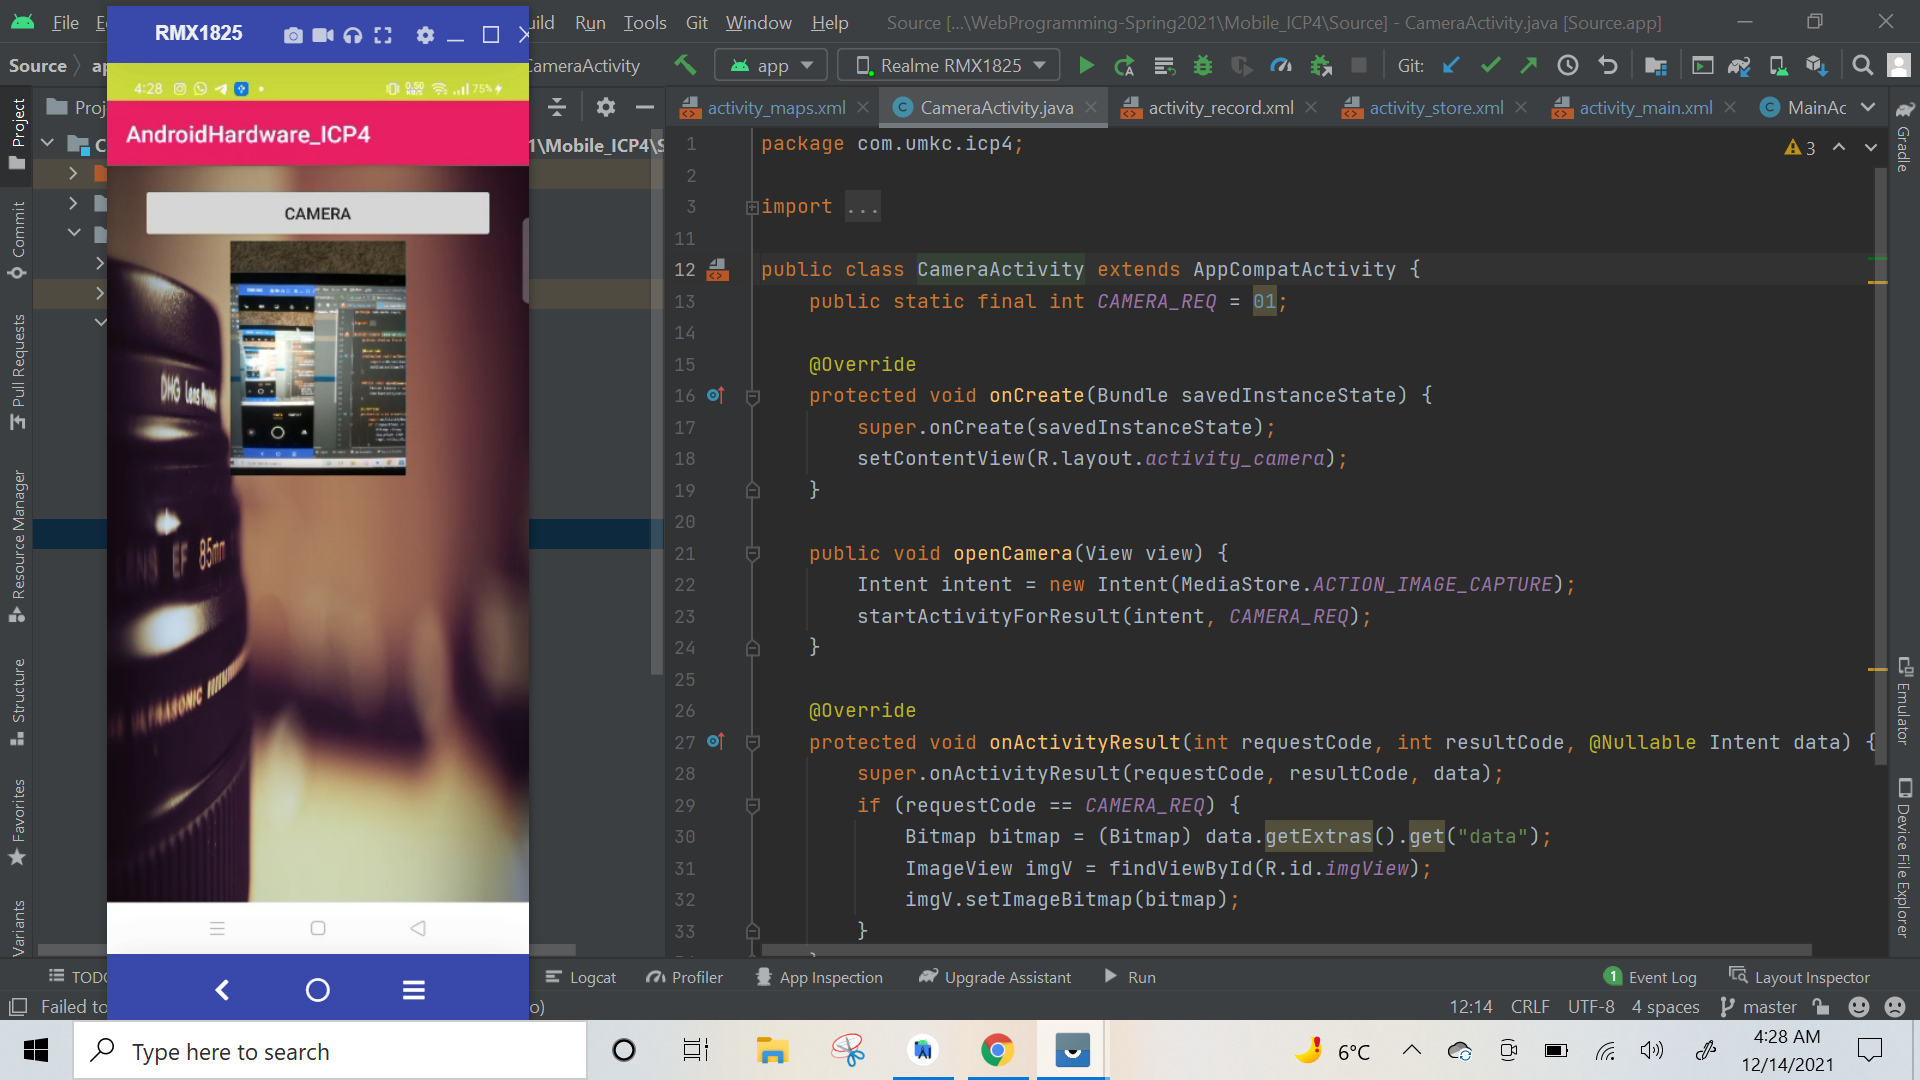 File
Build
Run
Tools
Git
Window
Help
Source [...\WebProgramming-Spring2021\Mobile_ICP4\Source] - CameraActivity.java [Source.app]
RMX1825
Source
CameraActivity
app
Realme RMX1825
Git:
4:28
0.50
KB/S
75%
AndroidHardware_ICP4
CAMERA
85mm
EF
ULTRASONIC
activity_maps.xml
CameraActivity.java
activity_record.xml
activity_store.xml
activity_main.xml
MainAc
1\Mobile_ICP4\S
3
1 package com.umkc.icp4;
2
3 import ...
11
12 public class CameraActivity extends AppCompatActivity {
13 public static final int CAMERA_REQ = 01;
14
15 @Override
16 protected void onCreate(Bundle savedInstanceState) {
17 super.onCreate(savedInstanceState);
18 setContentView(R.layout.activity_camera);
19 }
20
21 public void openCamera(View view) {
22 Intent intent = new Intent(MediaStore.ACTION_IMAGE_CAPTURE);
23 startActivityForResult(intent, CAMERA_REQ);
24 }
25
26 @Override
27 protected void onActivityResult(int requestCode, int resultCode, @Nullable Intent data) {
28 super.onActivityResult(requestCode, resultCode, data);
29 if (requestCode == CAMERA_REQ) {
30 Bitmap bitmap = (Bitmap) data.getExtras().get("data");
31 ImageView imgV = findViewById(R.id.imgView);
32 imgV.setImageBitmap(bitmap);
33 }
Project
Commit
Pull Requests
Resource Manager
Structure
Favorites
Variants
Gradle
Emulator
Device File Explorer
TODO
Logcat
Profiler
App Inspection
Upgrade Assistant
Run
1 Event Log
Layout Inspector
Failed to
12:14
CRLF
UTF-8
4 spaces
master
Type here to search
6°C
4:28 AM
12/14/2021